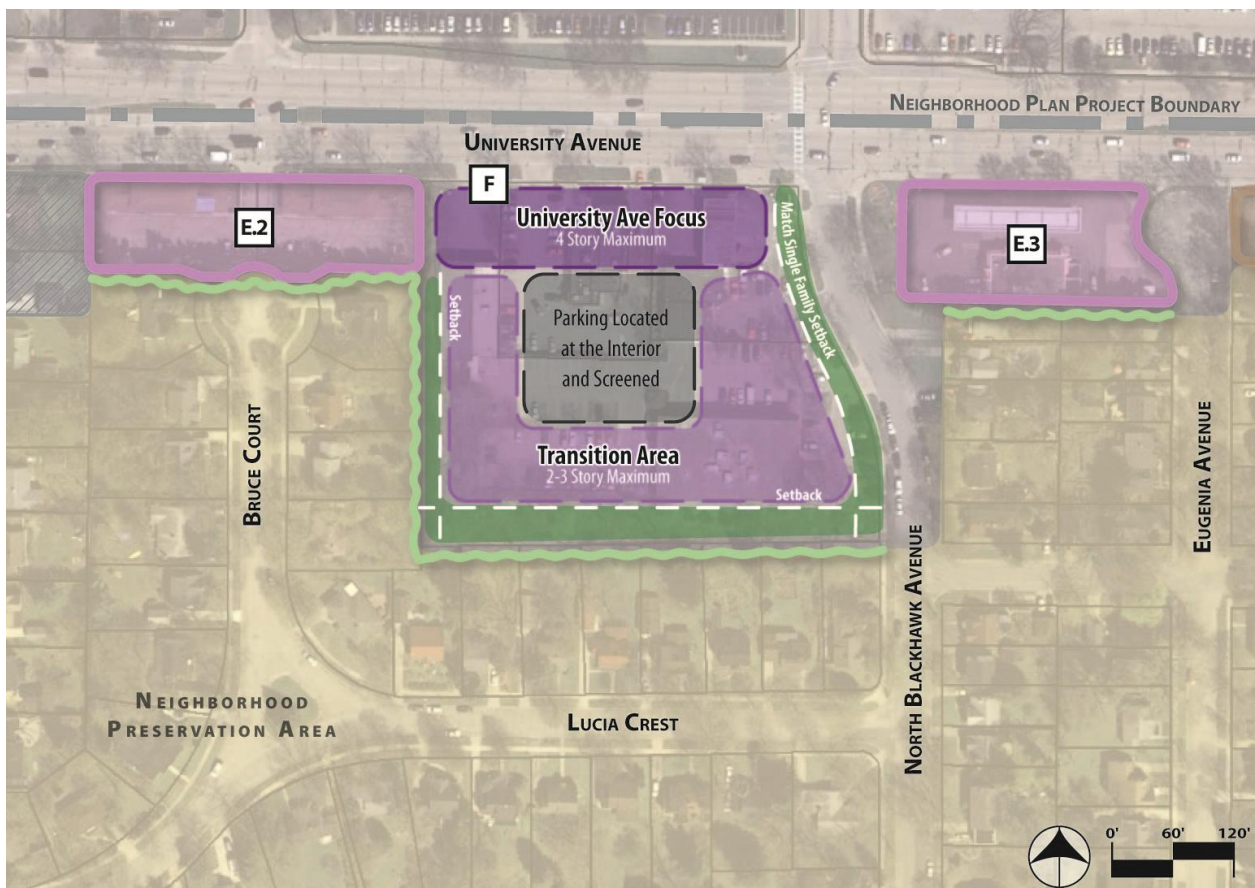 NEIGHBORHOOD PLAN PROJECT BOUNDARY
UNIVERSITY AVENUE
F
University Ave Focus
4 Story Maximum
E.2
E.3
Match Single Family Setback
Setback
Parking Located
at the Interior
and Screened
Transition Area
2-3 Story Maximum
Setback
BRUCE COURT
EUGENIA AVENUE
NORTH BLACKHAWK AVENUE
NEIGHBORHOOD
PRESERVATION AREA
LUCIA CREST
0' 60' 120'